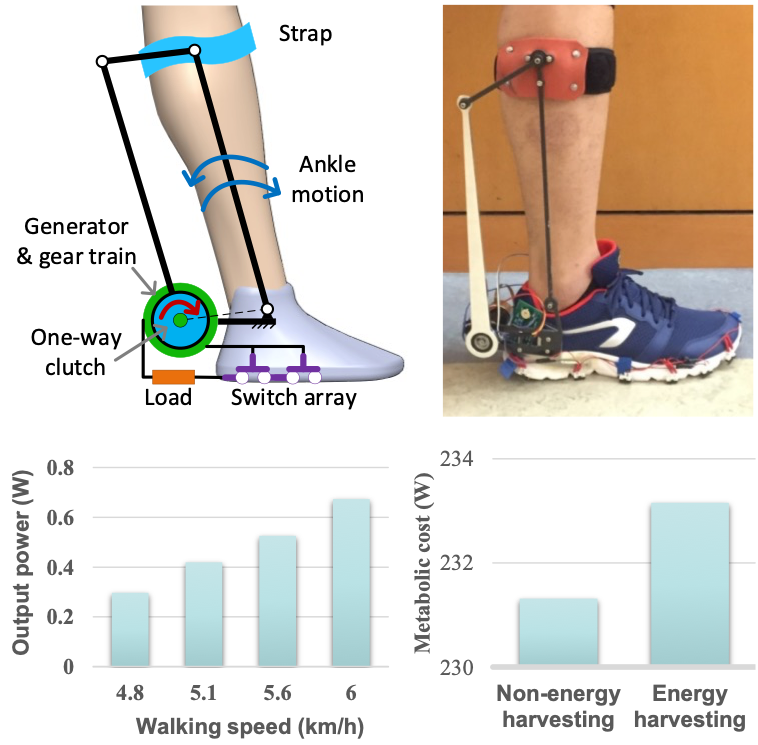 Strap
Ankle
motion
Generator
& gear train
One-way
clutch
Load
Switch array
Output power (W)
0.8
0.6
0.4
0.2
0
4.8
5.1
5.6
6
Walking speed (km/h)
Metabolic cost (W)
234
232
230
Non-energy
harvesting
Energy
harvesting